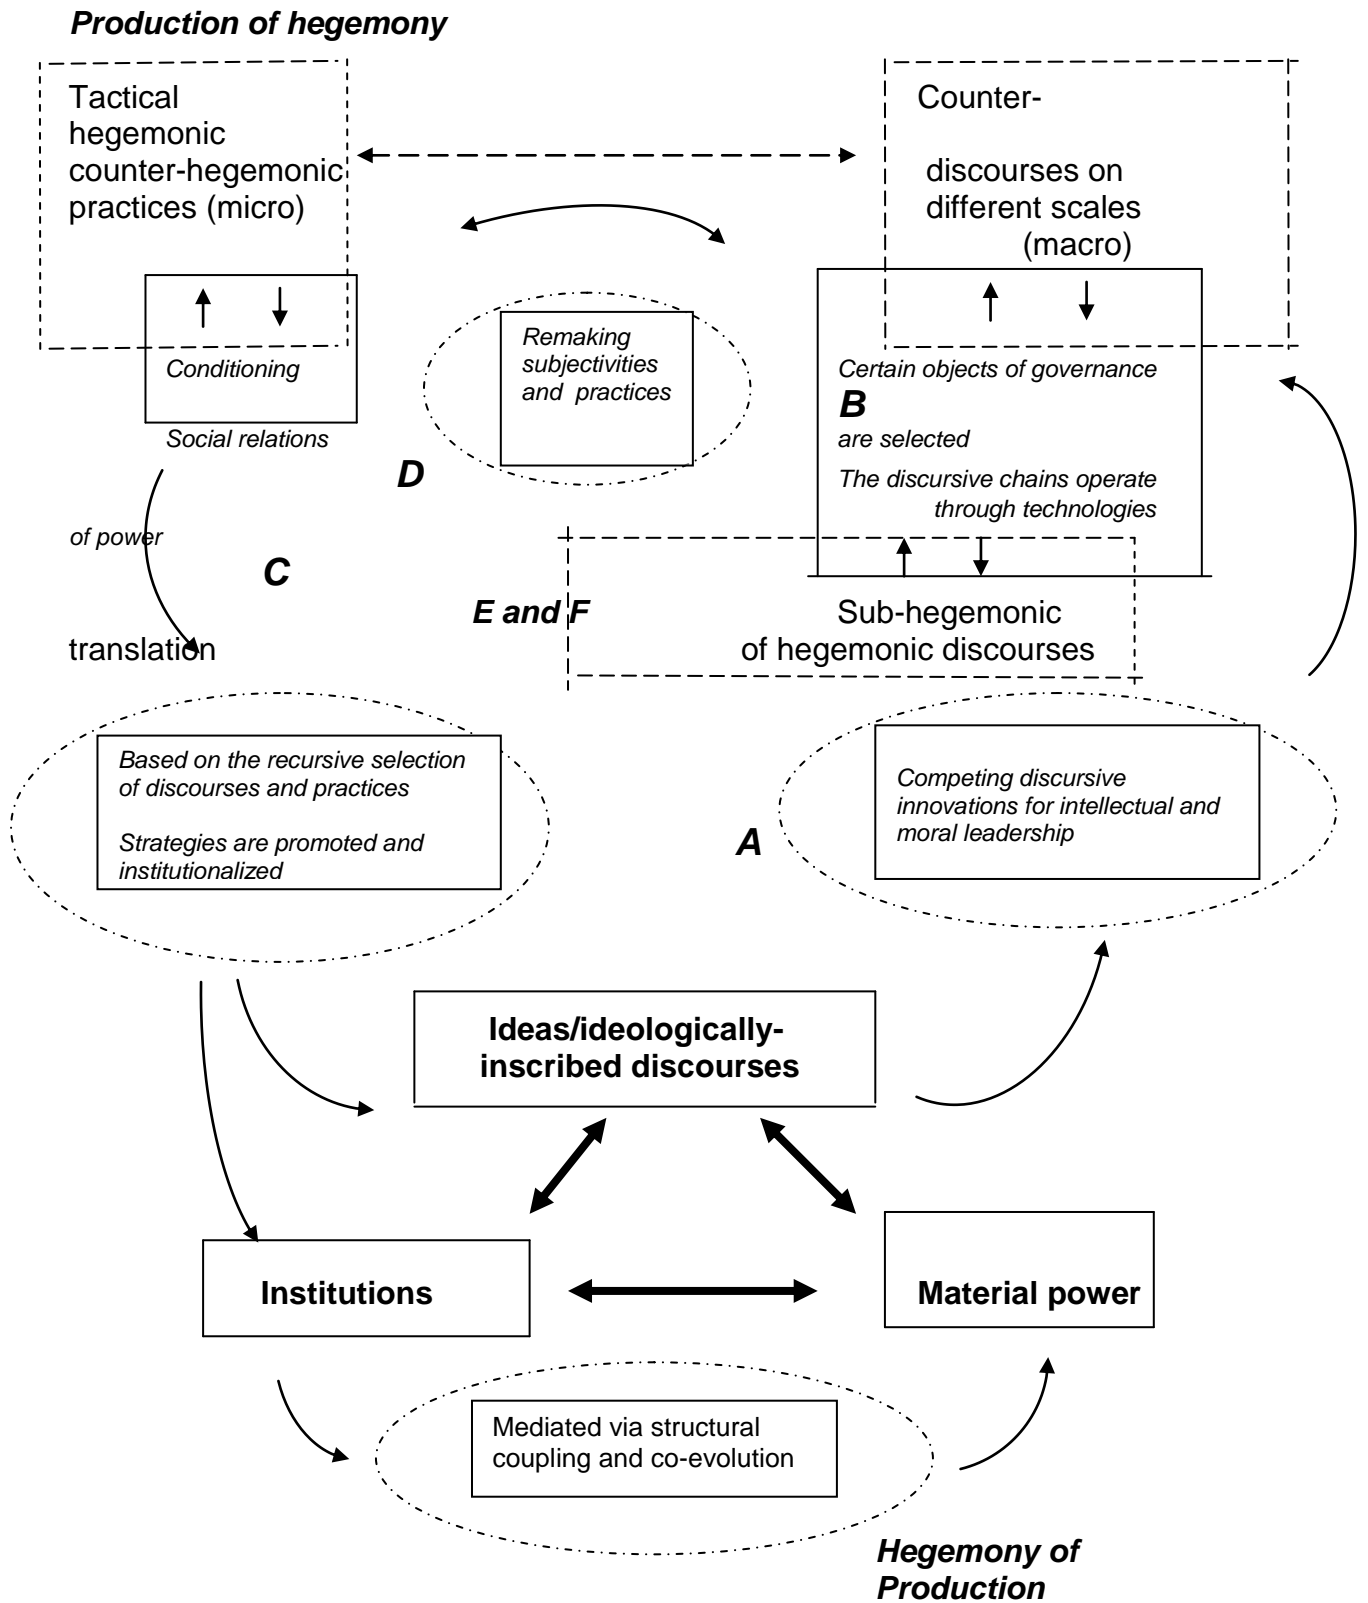 Production of hegemony
Tactical
hegemonic
counter-hegemonic
practices (micro)
Counter-
discourses on
different scales
(macro)
Conditioning
Social relations
of power
translation
Remaking
subjectivities
and practices
D
C
Certain objects of governance
B
are selected
The discursive chains operate
through technologies
E and F
Sub-hegemonic
of hegemonic discourses
Based on the recursive selection
of discourses and practices
Strategies are promoted and
institutionalized
A
Competing discursive
innovations for intellectual and
moral leadership
Ideas/ideologically-
inscribed discourses
Institutions
Material power
Mediated via structural
coupling and co-evolution
Hegemony of
Production